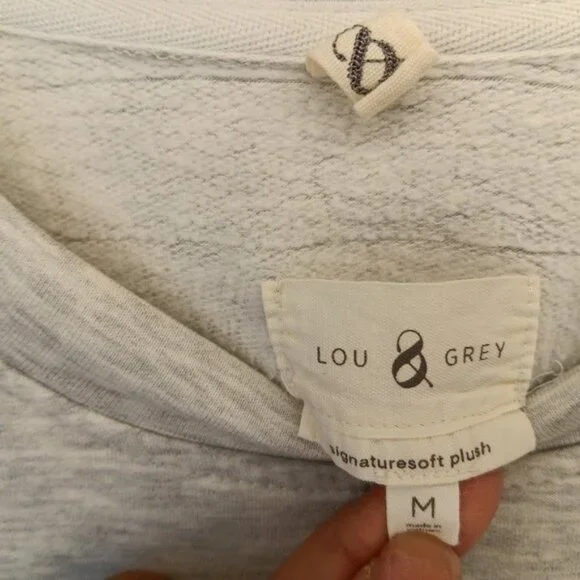 &
LOU & GREY
signaturesoft plush
M
made in